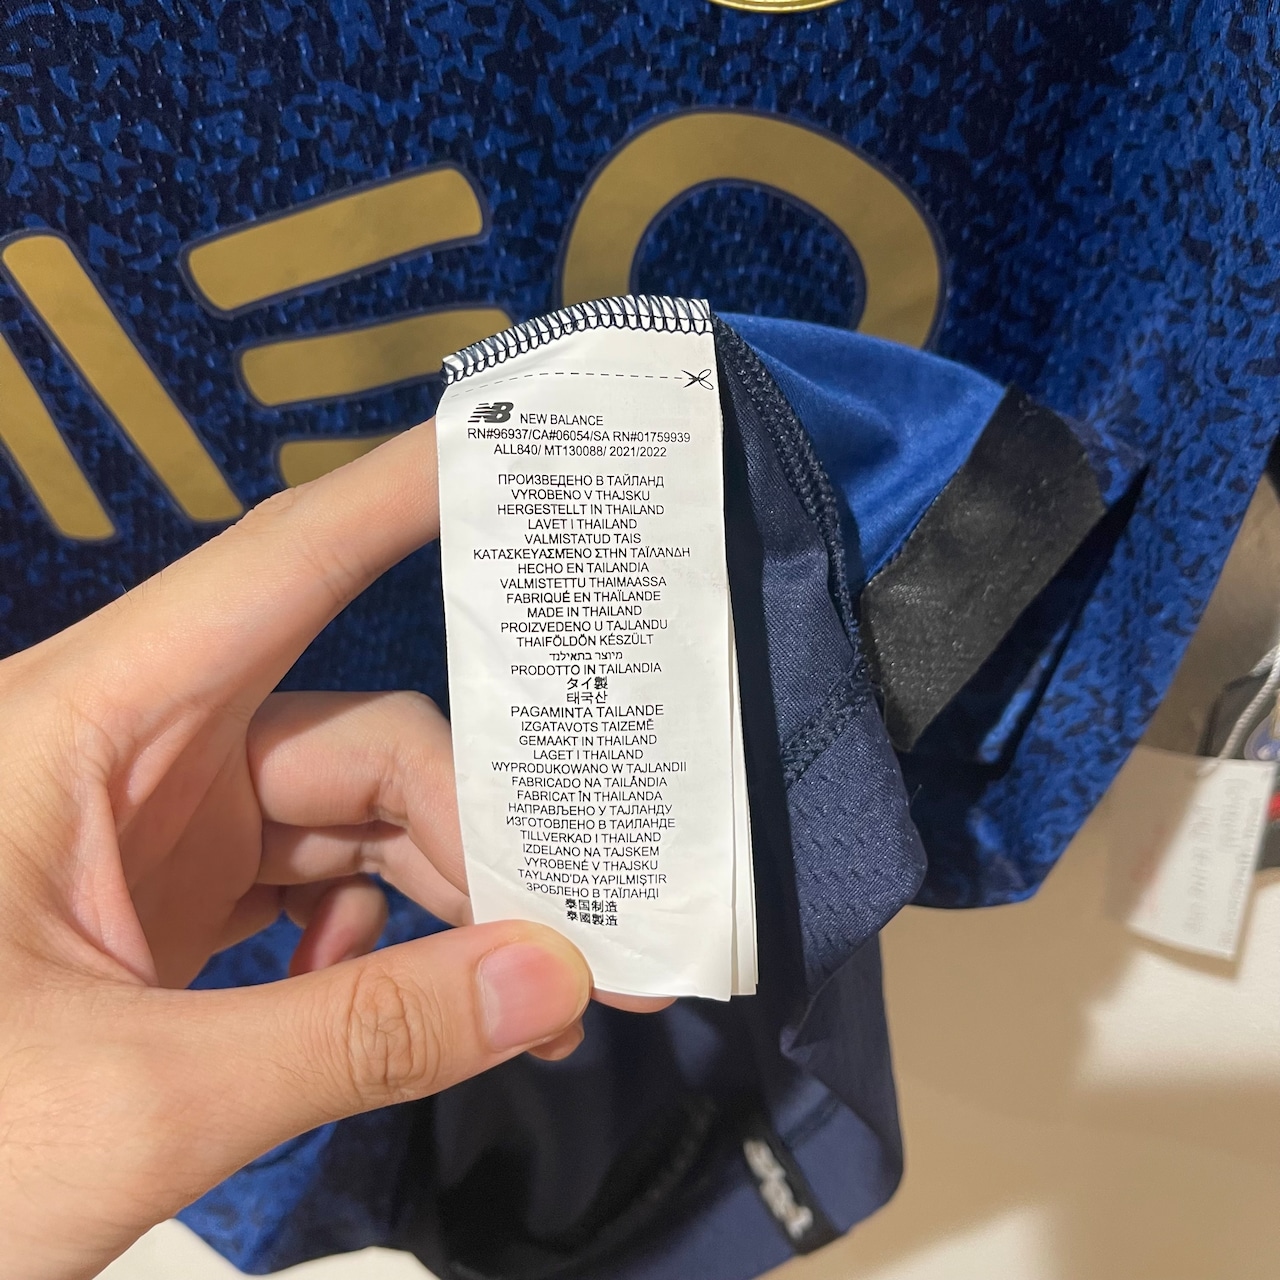 MEO
NB NEW BALANCE
RN#96937/CA#06054/SA RN#01759939
ALL840/ MT130088/ 2021/2022
ПРОИЗВЕДЕНО В ТАЙЛАНД
VYROBENO V THAJSKU
HERGESTELLT IN THAILAND
LAVET I THAILAND
VALMISTATUD TAIS
ΚΑΤΑΣΚΕΥΑΣΜΈΝΟ ΣΤΗΝ ΤΑΪΛΆΝΔΗ
HECHO EN TAILANDIA
VALMISTETTU THAIMAASSA
FABRIQUÉ EN THAÏLANDE
MADE IN THAILAND
PROIZVEDENO U TAJLANDU
THAIFÖLDÖN KÉSZÜLT
מיוצר בתאילנד
PRODOTTO IN TAILANDIA
タイ製
태국산
PAGAMINTA TAILANDE
IZGATAVOTS TAIZEMĒ
GEMAAKT IN THAILAND
LAGET I THAILAND
WYPRODUKOWANO W TAJLANDII
FABRICADO NA TAILÂNDIA
FABRICAT ÎN THAILANDA
НАПРАВЉЕНО У ТАЈЛАНДУ
ИЗГОТОВЛЕНО В ТАИЛАНДЕ
TILLVERKAD I THAILAND
IZDELANO NA TAJSKEM
VYROBENÉ V THAJSKU
TAYLAND'DA YAPILMIŞTIR
ЗРОБЛЕНО В ТАЇЛАНДІ
泰国制造
泰國製造